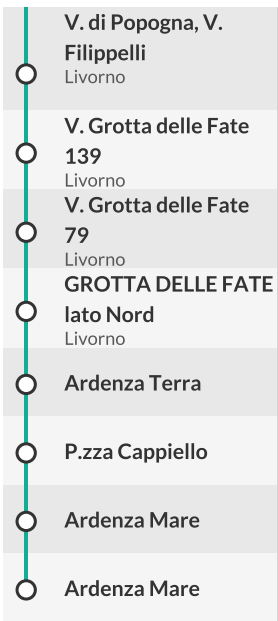 V. di Popogna, V.
Filippelli
Livorno
V. Grotta delle Fate
139
Livorno
V. Grotta delle Fate
79
Livorno
GROTTA DELLE FATE
lato Nord
Livorno
Ardenza Terra
P.zza Cappiello
Ardenza Mare
Ardenza Mare